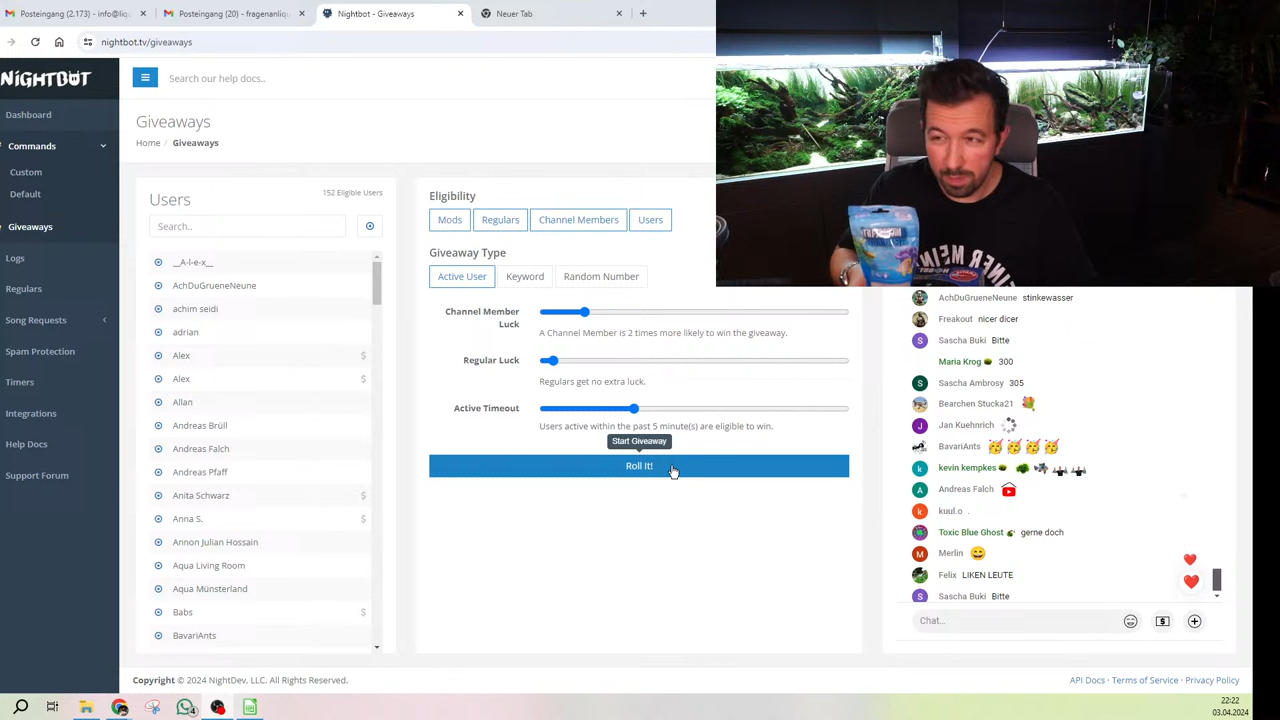 Posteingang (2.173) - info@liqu
Posteingang (20) - fragenanliqu
Nightbot - Giveaways
Neuer Tab
nightbot.tv/giveaways
NIGHTBOT
Search our help docs..
Dashboard
Commands
Custom
Default
Giveaways
Logs
Regulars
Song Requests
Spam Protection
Timers
Integrations
Help Docs
Support Forum
Giveaways
Home / Giveaways
Users
152 Eligible Users
Search..
__A-l-e-x__
AchDuGrueneNeune
achim seidi
adrian
Alex $
Alex $
Allan
Andreas Brüll
Andreas Falch
Andreas Pfaff
Anita Schwarz $
Anna S. $
Annon Julian Hossain
Aqua Living Room
Aqua Münsterland
Babs $
BavariAnts
Eligibility
Mods
Regulars
Channel Members
Users
Giveaway Type
Active User
Keyword
Random Number
Channel Member Luck
A Channel Member is 2 times more likely to win the giveaway.
Regular Luck
Regulars get no extra luck.
Active Timeout
Users active within the past 5 minute(s) are eligible to win.
Start Giveaway
Roll It!
AchDuGrueneNeune stinkewasser
Freakout nicer dicer
Sascha Buki Bitte
Maria Krog 300
Sascha Ambrosy 305
Bearchen Stucka21
Jan Kuehnrich
BavariAnts
kevin kempkes
Andreas Falch
kuul.o .
Toxic Blue Ghost gerne doch
Merlin
Felix LIKEN LEUTE
Sascha Buki Bitte
Chat...
Copyright © 2024 NightDev, LLC. All Rights Reserved.
API Docs · Terms of Service · Privacy Policy
22:22
03.04.2024